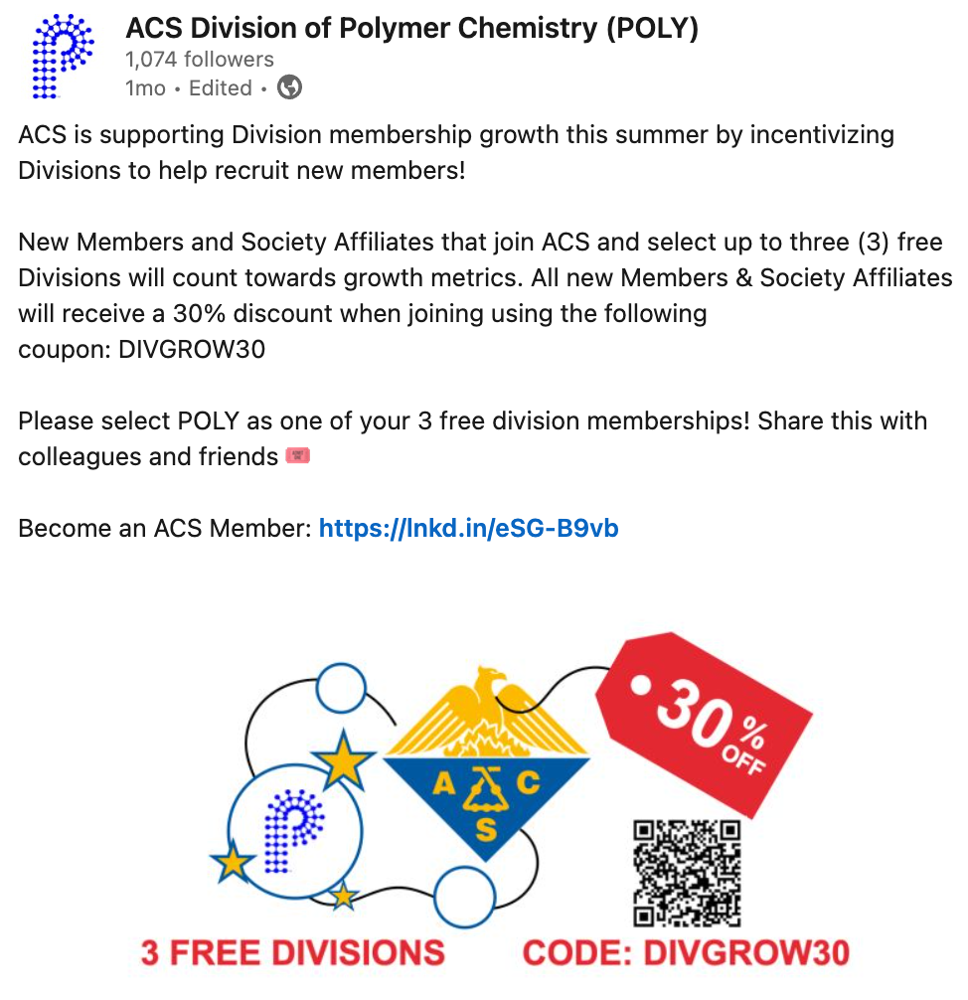 ACS Division of Polymer Chemistry (POLY)
1,074 followers
1mo • Edited •
ACS is supporting Division membership growth this summer by incentivizing
Divisions to help recruit new members!
New Members and Society Affiliates that join ACS and select up to three (3) free
Divisions will count towards growth metrics. All new Members & Society Affiliates
will receive a 30% discount when joining using the following
coupon: DIVGROW30
Please select POLY as one of your 3 free division memberships! Share this with
colleagues and friends
Become an ACS Member: https://lnkd.in/eSG-B9vb
30% OFF
A C
S
3 FREE DIVISIONS
CODE: DIVGROW30